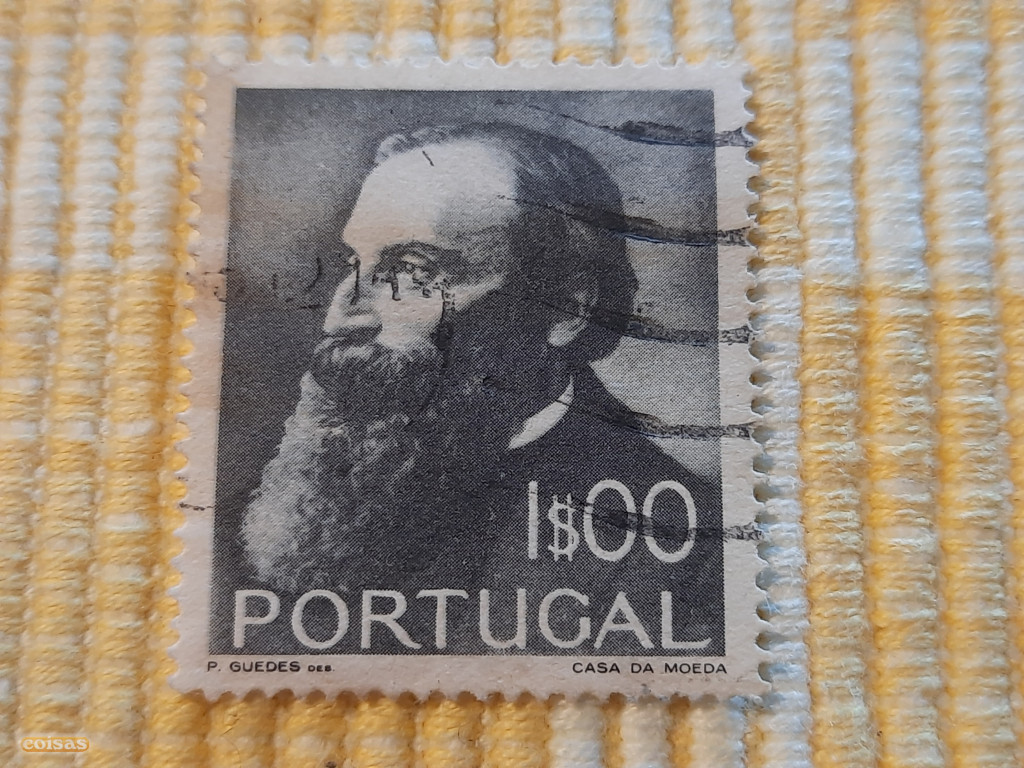 1$00
PORTUGAL
P. GUEDES DES. CASA DA MOEDA
coisas